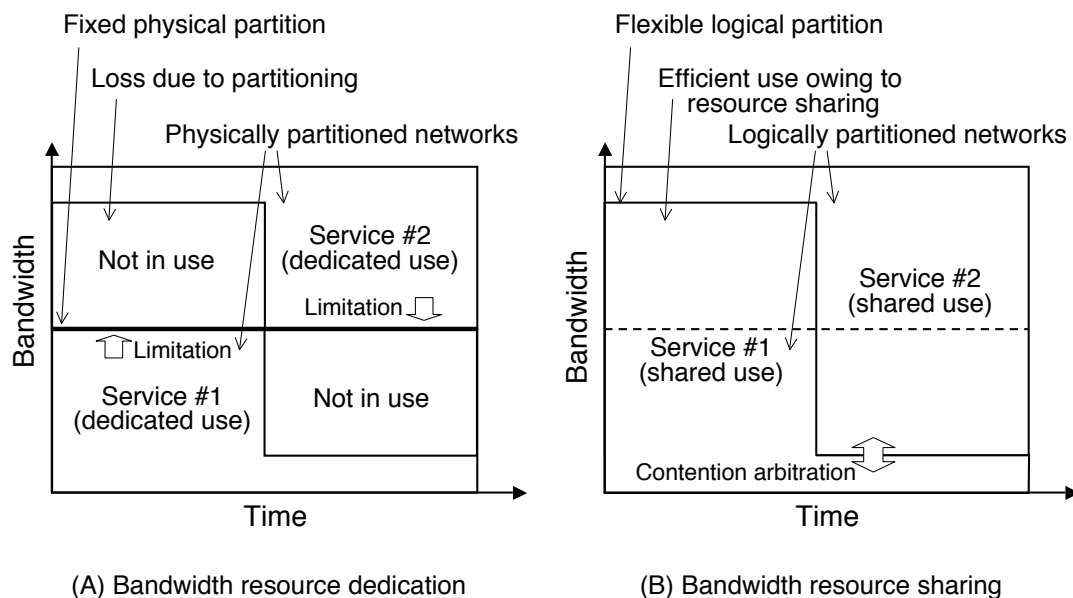 Fixed physical partition
Loss due to partitioning
Physically partitioned networks
Bandwidth
Not in use
Service #2
(dedicated use)
Limitation
Limitation
Service #1
(dedicated use)
Not in use
Time
(A) Bandwidth resource dedication
Flexible logical partition
Efficient use owing to
resource sharing
Logically partitioned networks
Bandwidth
Service #2
(shared use)
Service #1
(shared use)
Contention arbitration
Time
(B) Bandwidth resource sharing